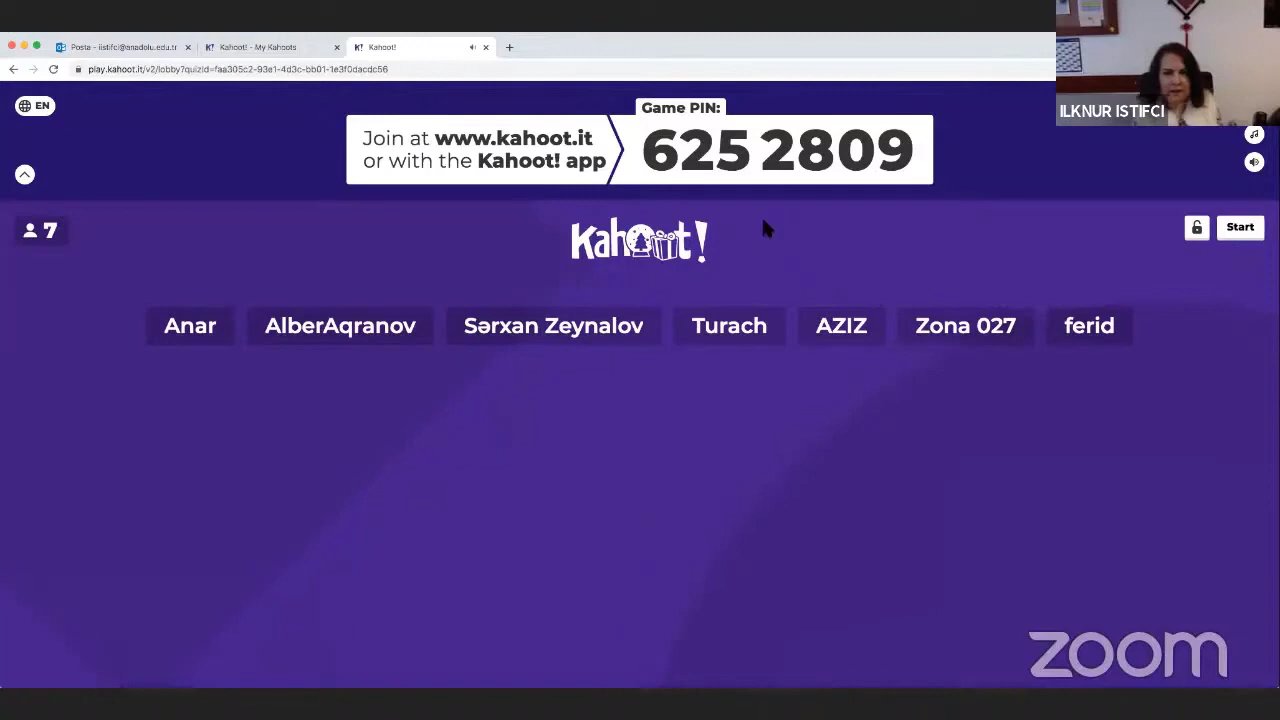 Posta - iistifci@anadolu.edu.tr
Kahoot! - My Kahoots
Kahoot!
play.kahoot.it/v2/lobby?quizId=faa305c2-93e1-4d3c-bb01-1e3f0dacdc56
ILKNUR ISTIFCI
EN
Game PIN:
Join at www.kahoot.it
or with the Kahoot! app
625 2809
7
Kahoot!
Start
Anar
AlberAqranov
Sərxan Zeynalov
Turach
AZIZ
Zona 027
ferid
zoom